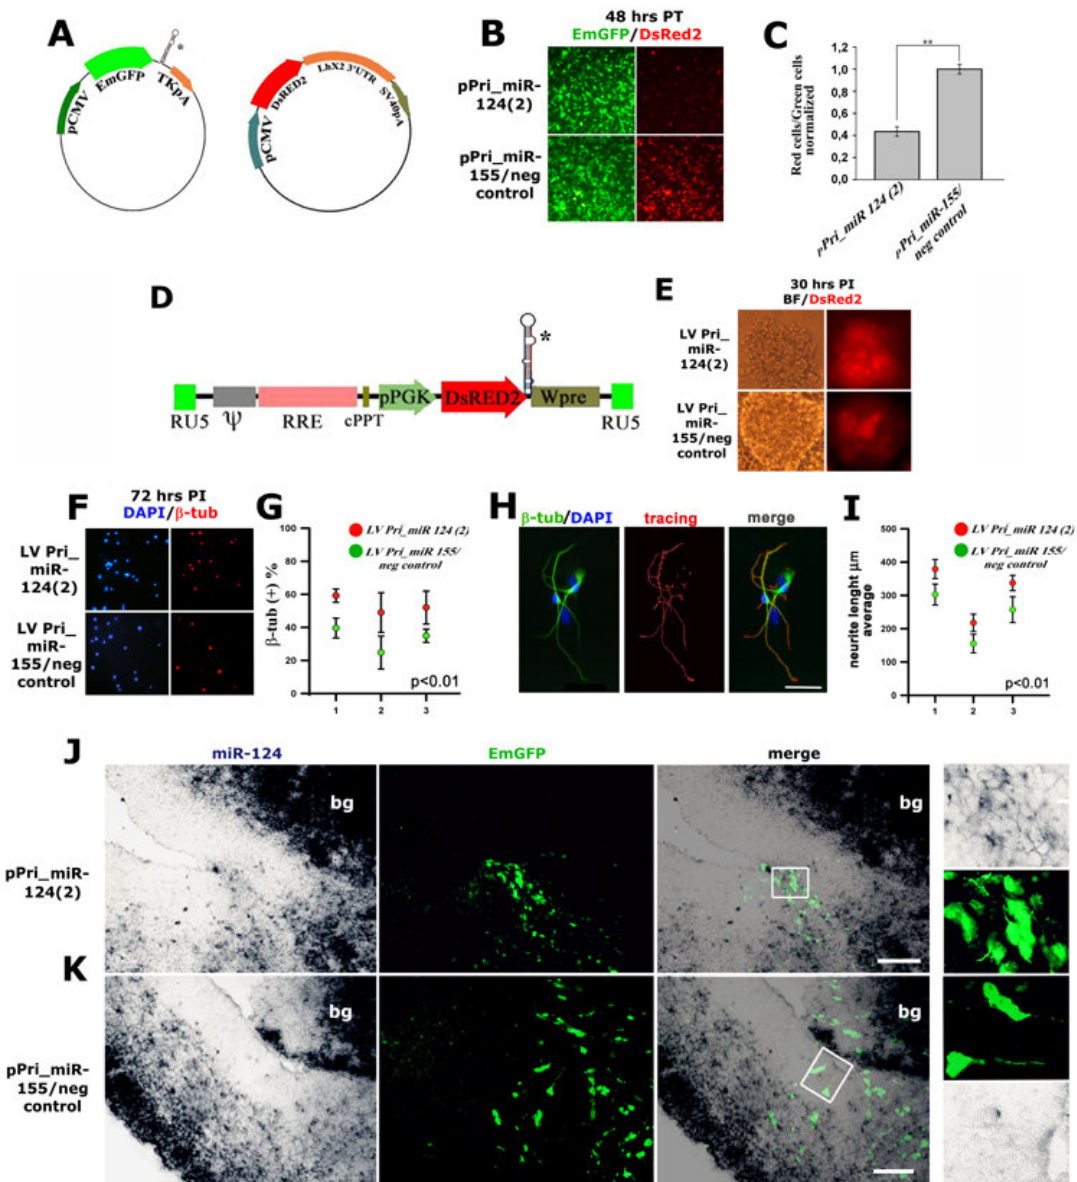 A
pCMV
EmGFP
*
TKpA
pCMV
DsRED2
LhX2 3'UTR
SV40pA
B
48 hrs PT
EmGFP/DsRed2
pPri_miR-
124(2)
pPri_miR-
155/neg
control
C
Red cells/Green cells
normalized
1,2
1
0,8
0,6
0,4
0,2
0,0
**
pPri_miR 124 (2)
pPri_miR-155/
neg control
D
RU5
ψ
RRE
cPPT
pPGK
DsRED2
*
Wpre
RU5
E
30 hrs PI
BF/DsRed2
LV Pri_
miR-
124(2)
LV Pri_
miR-
155/neg
control
F
72 hrs PI
DAPI/β-tub
LV Pri_
miR-
124(2)
LV Pri_
miR-
155/neg
control
G
β-tub (+) %
100
80
60
40
20
0
LV Pri_miR 124 (2)
LV Pri_miR 155/
neg control
p<0.01
1 2 3
H
β-tub/DAPI
tracing
merge
I
neurite lenght μm
average
500
400
300
200
100
0
LV Pri_miR 124 (2)
LV Pri_miR 155/
neg control
p<0.01
1 2 3
J
miR-124
EmGFP
merge
pPri_miR-
124(2)
bg
bg
K
pPri_miR-
155/neg
control
bg
bg